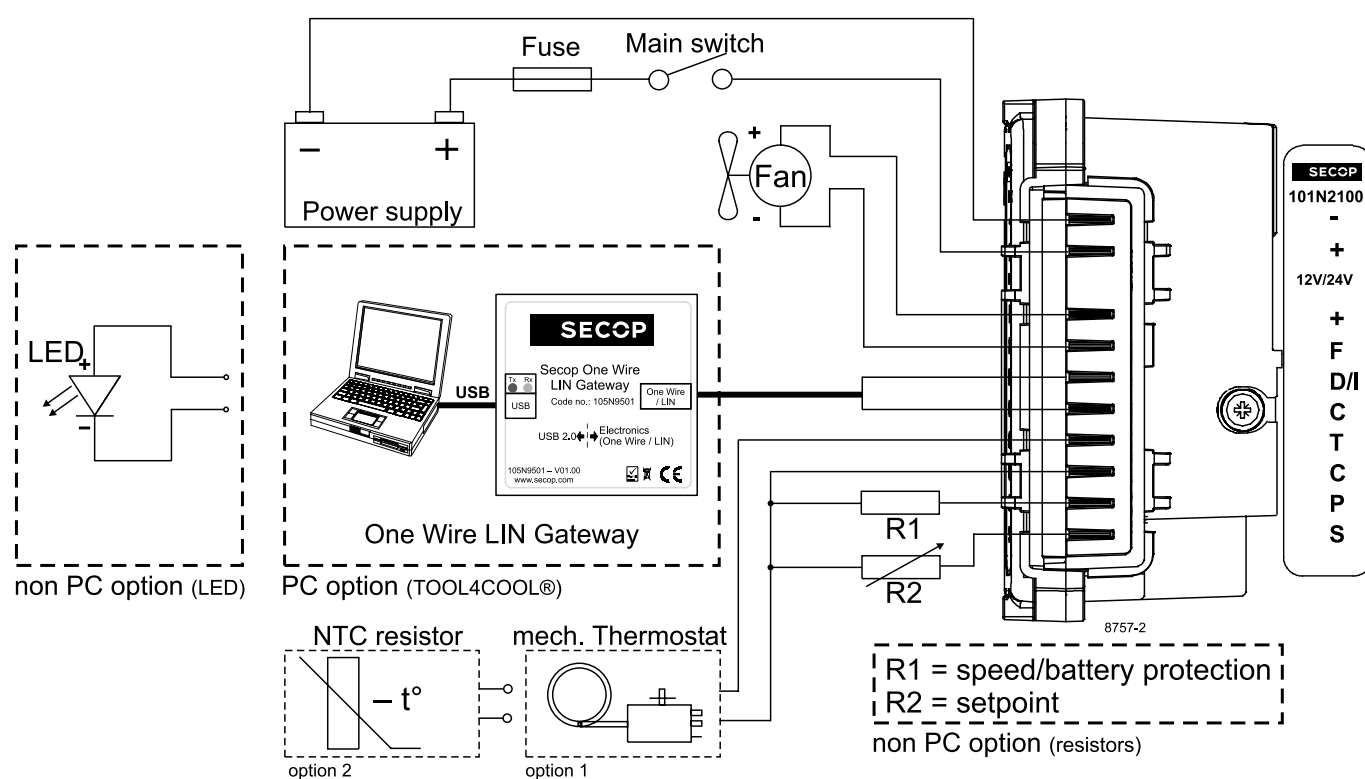 Fuse
Main switch
−
+
Power supply
+
Fan
-
SECOP
101N2100
-
+
12V/24V
+
F
D/I
C
T
C
P
S
LED
+
−
non PC option (LED)
USB
SECOP
Secop One Wire
LIN Gateway
Code no.: 105N9501
Tx Rx
USB
One Wire
/ LIN
USB 2.0
Electronics
(One Wire / LIN)
105N9501 – V01.00
www.secop.com
CE
One Wire LIN Gateway
PC option (TOOL4COOL®)
R1
R2
8757-2
NTC resistor
– t°
option 2
mech. Thermostat
option 1
R1 = speed/battery protection
R2 = setpoint
non PC option (resistors)